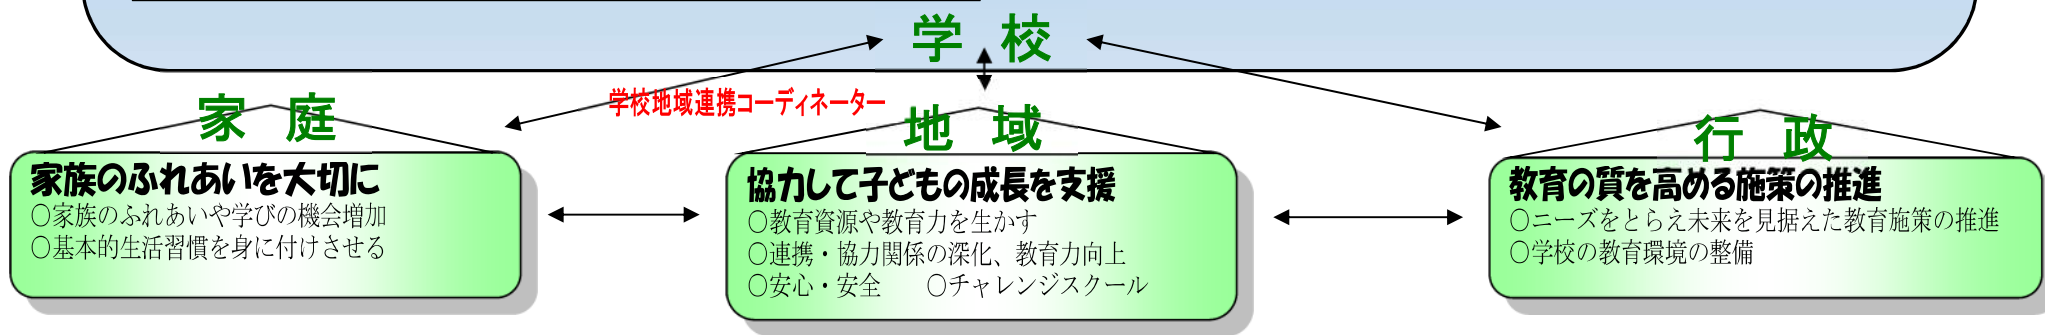 学　校
学校地域連携コーディネーター
家　庭
家族のふれあいを大切に
〇家族のふれあいや学びの機会増加
〇基本的生活習慣を身に付けさせる
地　域
協力して子どもの成長を支援
〇教育資源や教育力を生かす
〇連携・協力関係の深化、教育力向上
〇安心・安全　　〇チャレンジスクール
行　政
教育の質を高める施策の推進
〇ニーズをとらえ未来を見据えた教育施策の推進
〇学校の教育環境の整備